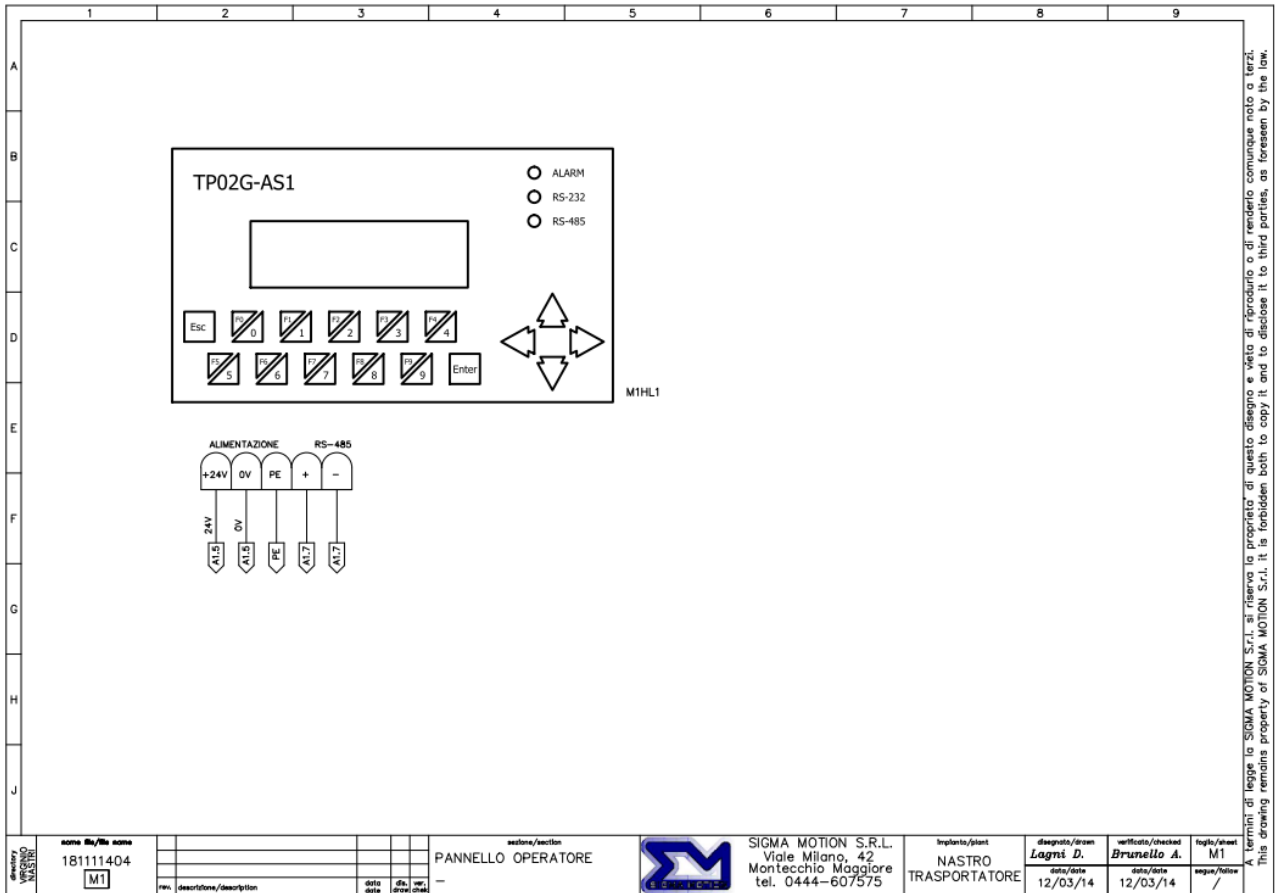 1 2 3 4 5 6 7 8 9
A
B
C
D
E
F
G
H
J
TP02G-AS1
ALARM
RS-232
RS-485
Esc F0 0 F1 1 F2 2 F3 3 F4 4
F5 5 F6 6 F7 7 F8 8 F9 9 Enter
M1HL1
ALIMENTAZIONE RS-485
+24V 0V PE + -
24V 0V
A1.5 A1.5 PE A1.7 A1.7
A termini di legge la SIGMA MOTION S.r.l. si riserva la proprieta' di questo disegno e vieta di riprodurlo o di renderlo comunque noto a terzi.
This drawing remains property of SIGMA MOTION S.r.l. it is forbidden both to copy it and to disclose it to third parties, as foreseen by the law.
directory
VIRGINIO
NASTRI
nome file/file name
181111404
M1
rev. descrizione/description data date dis. drawn ver. check
sezione/section
PANNELLO OPERATORE
-
SIGMA MOTION S.R.L.
Viale Milano, 42
Montecchio Maggiore
tel. 0444-607575
impianto/plant
NASTRO
TRASPORTATORE
disegnato/drawn
Lagni D.
data/date
12/03/14
verificato/checked
Brunello A.
data/date
12/03/14
foglio/sheet
M1
segue/follow